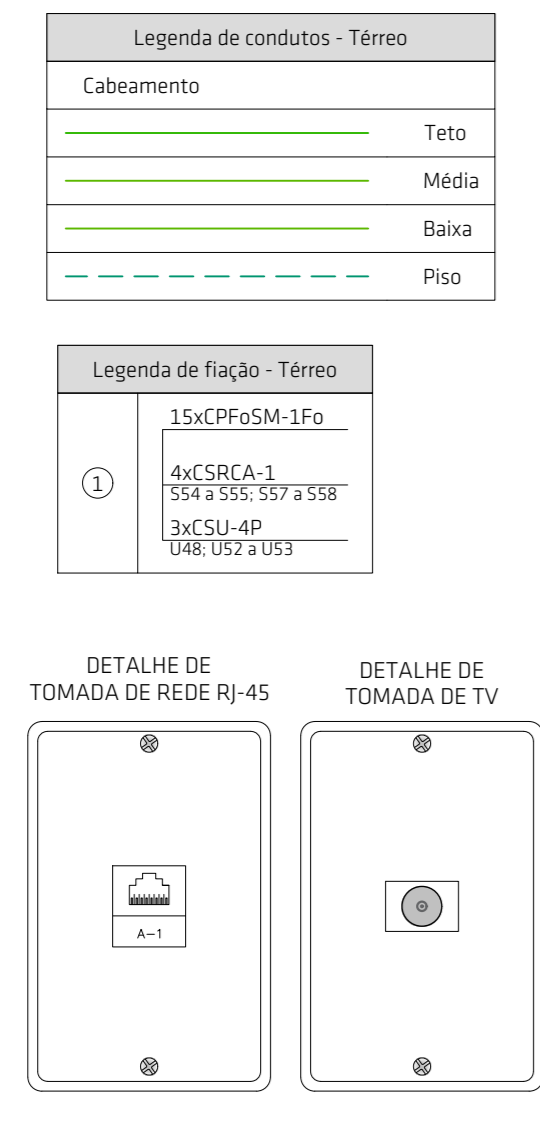 Legenda de condutos - Térreo
Cabeamento
Teto
Média
Baixa
Piso
Legenda de fiação - Térreo
1
15xCPFoSM-1Fo
4xCSRCA-1
S54 a S55; S57 a S58
3xCSU-4P
U48; U52 a U53
DETALHE DE
TOMADA DE REDE RJ-45
A-1
DETALHE DE
TOMADA DE TV